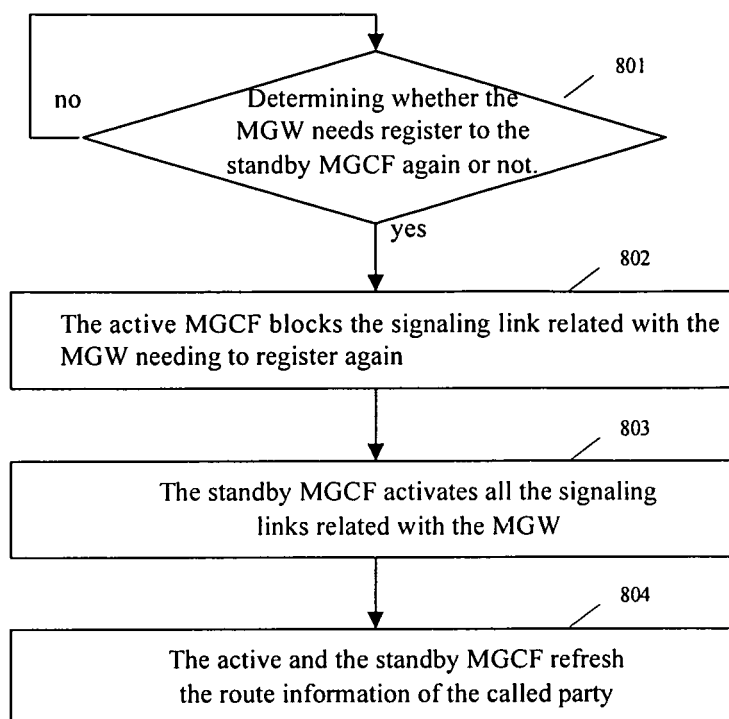 801
no
Determining whether the
MGW needs register to the
standby MGCF again or not.
yes
802
The active MGCF blocks the signaling link related with the
MGW needing to register again
803
The standby MGCF activates all the signaling
links related with the MGW
804
The active and the standby MGCF refresh
the route information of the called party